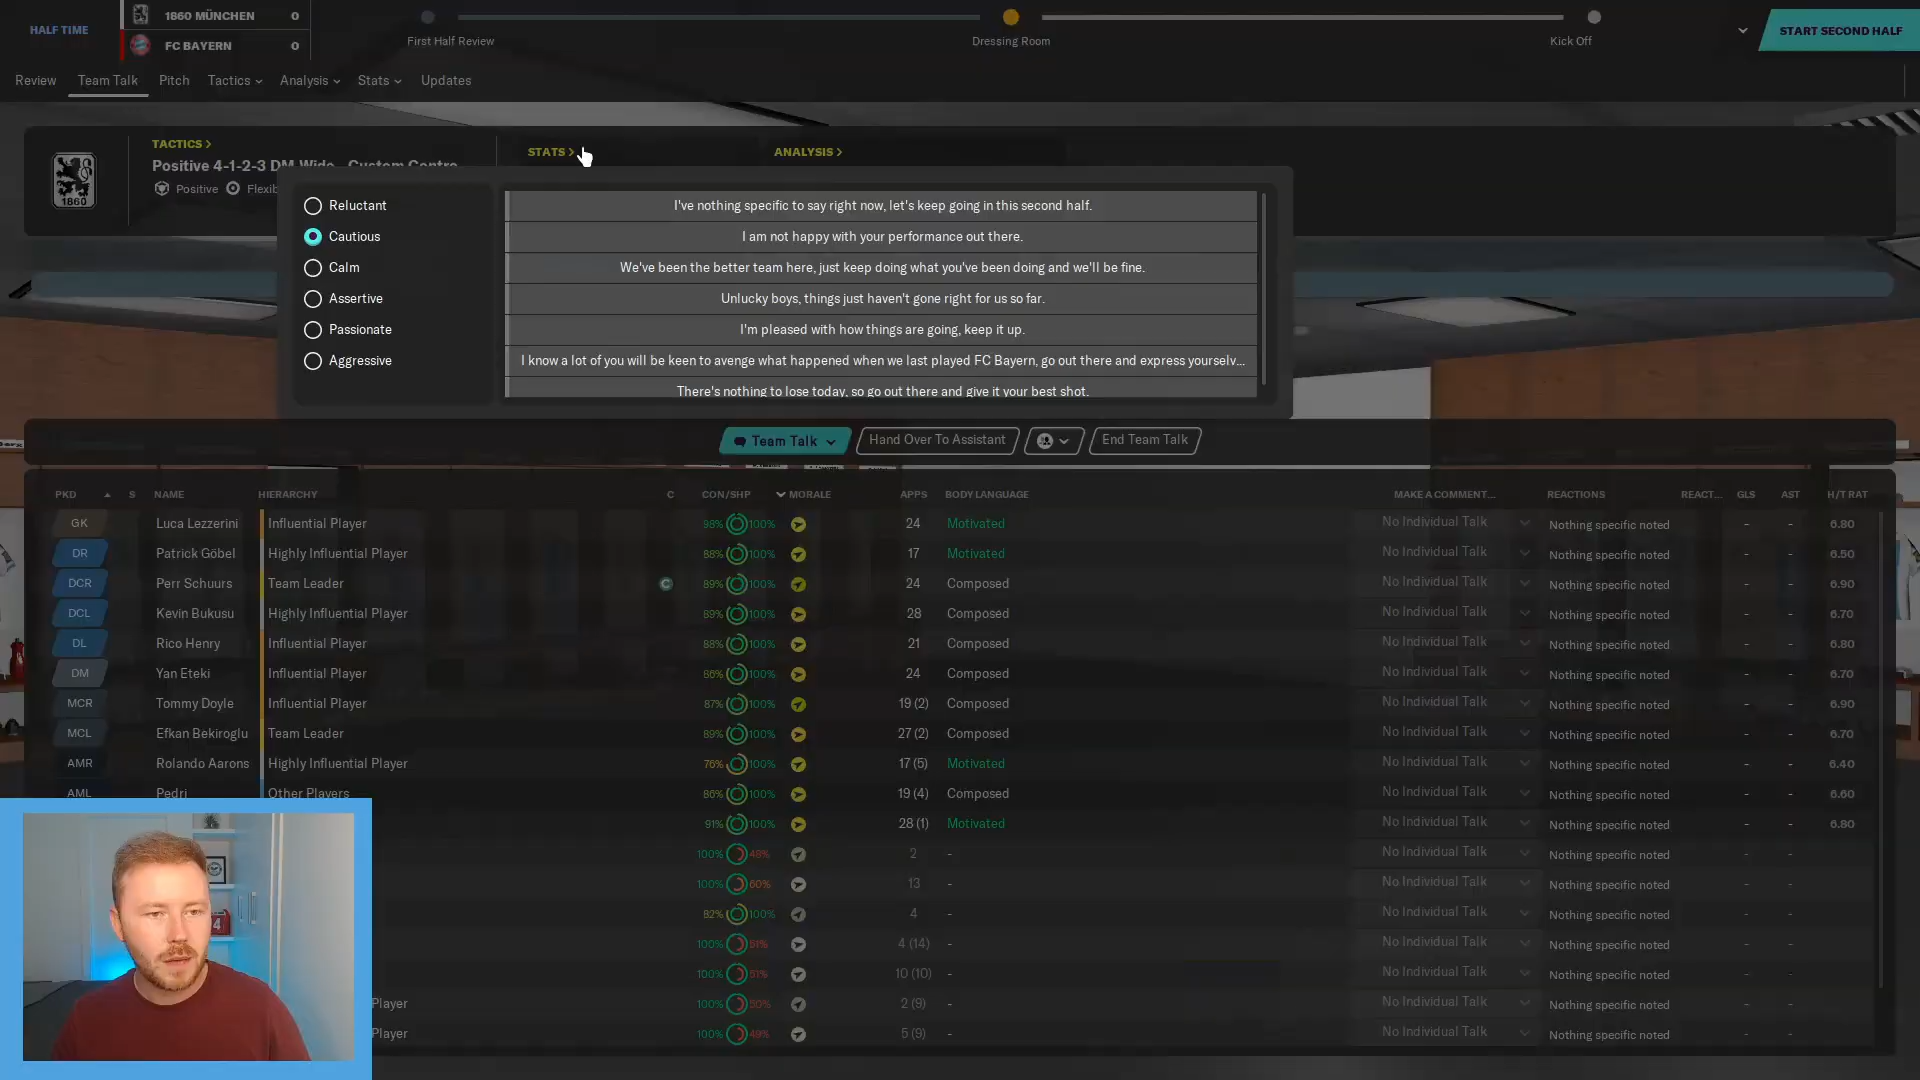 HALF TIME
1860 MÜNCHEN 0
FC BAYERN 0
First Half Review
Dressing Room
Kick Off
START SECOND HALF
Review Team Talk Pitch Tactics Analysis Stats Updates
1860
TACTICS >
Positive 4-1-2-3 DM Wide - Custom Contro
Positive
STATS >
ANALYSIS >
Reluctant
Cautious
Calm
Assertive
Passionate
Aggressive
I've nothing specific to say right now, let's keep going in this second half.
I am not happy with your performance out there.
We've been the better team here, just keep doing what you've been doing and we'll be fine.
Unlucky boys, things just haven't gone right for us so far.
I'm pleased with how things are going, keep it up.
I know a lot of you will be keen to avenge what happened when we last played FC Bayern, go out there and express yourselv...
There's nothing to lose today, so go out there and give it your best shot.
Team Talk Hand Over To Assistant End Team Talk
PKD S NAME HIERARCHY C CON/SHP MORALE APPS BODY LANGUAGE MAKE A COMMENT... REACTIONS REACT... GLS AST H/T RAT
GK Luca Lezzerini Influential Player 98% 100% 24 Motivated No Individual Talk Nothing specific noted - - 6.80
DR Patrick Göbel Highly Influential Player 88% 100% 17 Motivated No Individual Talk Nothing specific noted - - 6.50
DCR Perr Schuurs Team Leader C 89% 100% 24 Composed No Individual Talk Nothing specific noted - - 6.90
DCL Kevin Bukusu Highly Influential Player 89% 100% 28 Composed No Individual Talk Nothing specific noted - - 6.70
DL Rico Henry Influential Player 88% 100% 21 Composed No Individual Talk Nothing specific noted - - 6.80
DM Yan Eteki Influential Player 86% 100% 24 Composed No Individual Talk Nothing specific noted - - 6.70
MCR Tommy Doyle Influential Player 87% 100% 19 (2) Composed No Individual Talk Nothing specific noted - - 6.90
MCL Efkan Bekiroglu Team Leader 89% 100% 27 (2) Composed No Individual Talk Nothing specific noted - - 6.70
AMR Rolando Aarons Highly Influential Player 76% 100% 17 (5) Motivated No Individual Talk Nothing specific noted - - 6.40
AML Pedri Other Players 86% 100% 19 (4) Composed No Individual Talk Nothing specific noted - - 6.60
91% 100% 28 (1) Motivated No Individual Talk Nothing specific noted - - 6.80
100% 48% 2 - No Individual Talk Nothing specific noted
100% 60% 13 - No Individual Talk Nothing specific noted
82% 100% 4 - No Individual Talk Nothing specific noted
100% 4 (14) - No Individual Talk Nothing specific noted
100% 10 (10) - No Individual Talk Nothing specific noted
Player 100% 2 (9) - No Individual Talk Nothing specific noted
Player 100% 49% 5 (9) - No Individual Talk Nothing specific noted